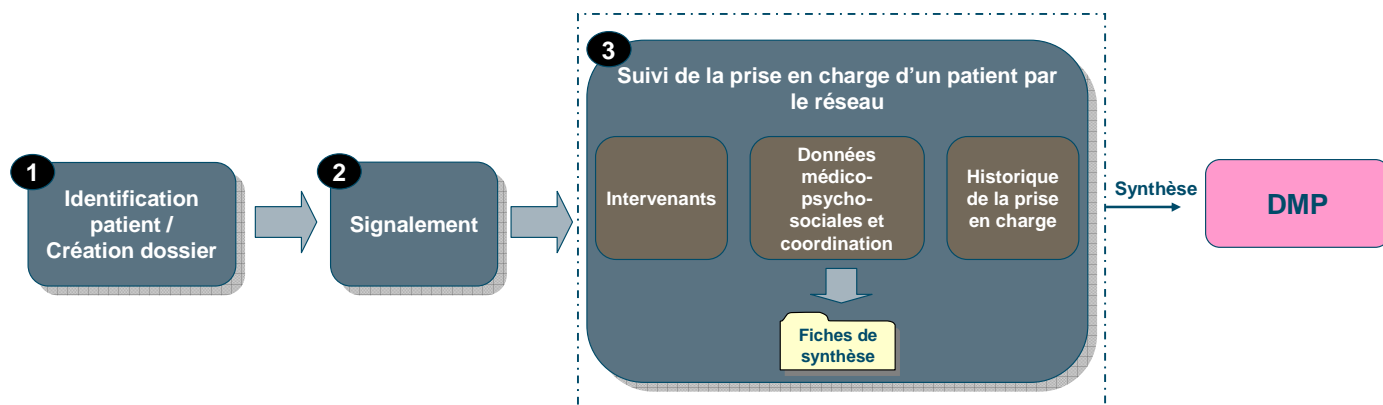 1
Identification
patient /
Création dossier
2
Signalement
3
Suivi de la prise en charge d'un patient par
le réseau
Intervenants
Données
médico-
psycho-
sociales et
coordination
Historique
de la prise
en charge
Fiches de
synthèse
Synthèse
DMP